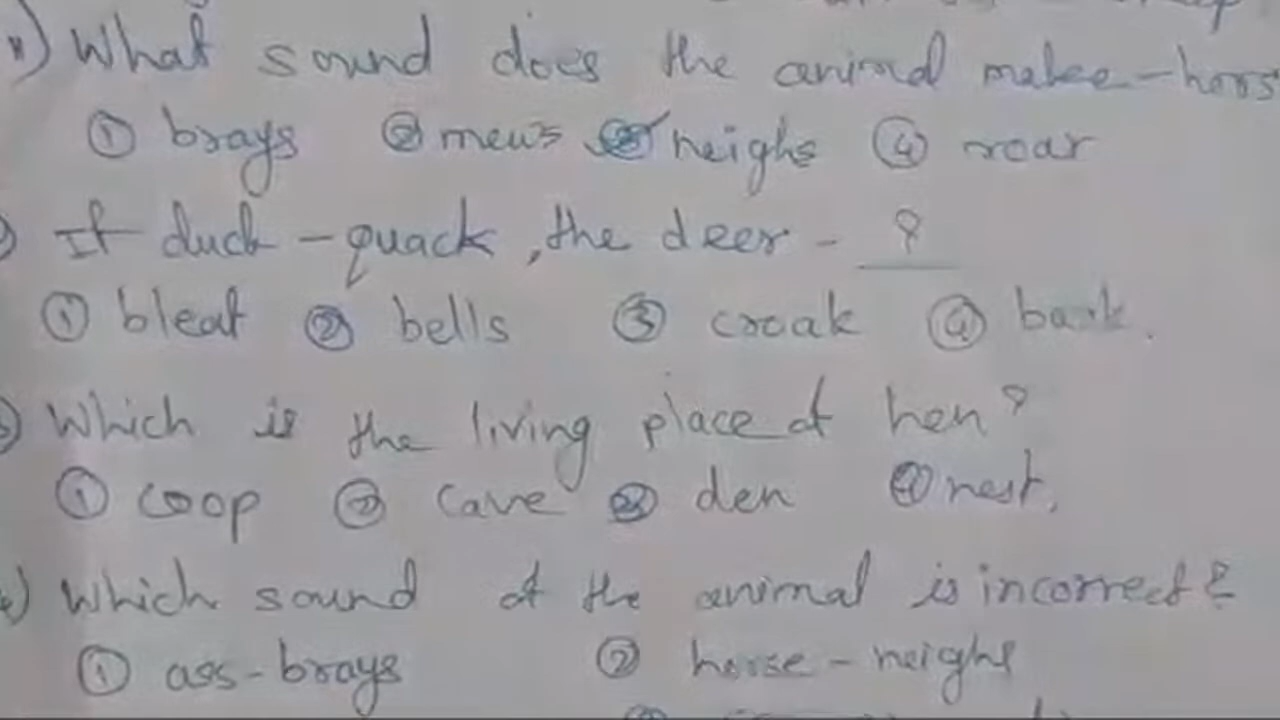 What sound does the animal makes - hors
① brays ② mews ③ neighs ④ roar
If duck - quack, the deer - ?
① bleat ② bells ③ croak ④ bark.
Which is the living place of hen?
① coop ② cave ③ den ④ nest.
Which sound of the animal is incorrect?
① ass - brays ② horse - neighs